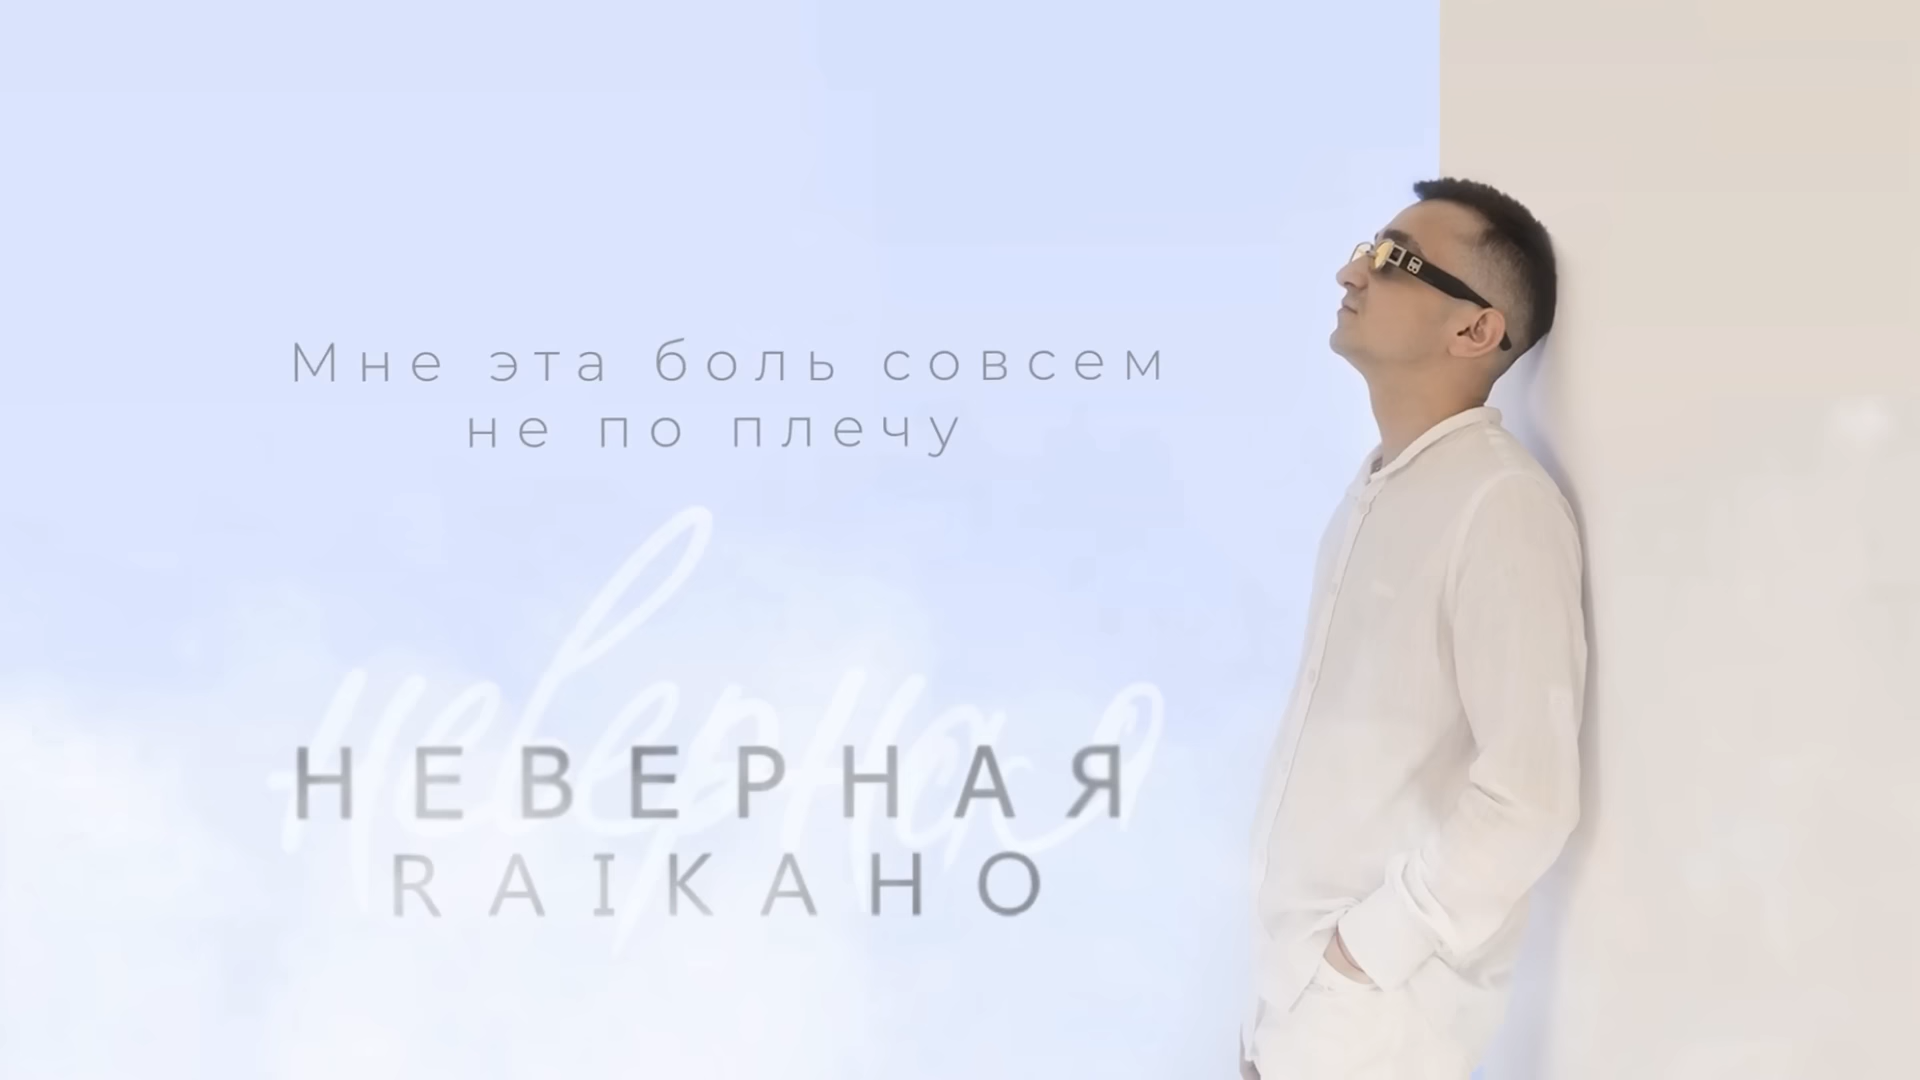 Мне эта боль совсем
не по плечу
неверная
НЕВЕРНАЯ
RAIKAHO